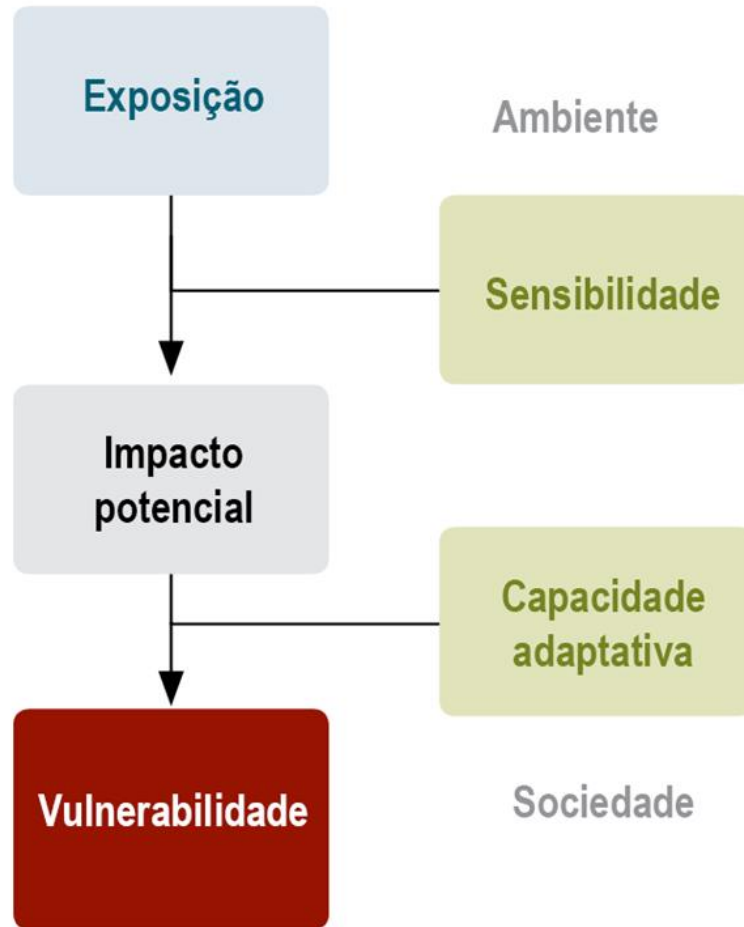 Exposição
Ambiente
Sensibilidade
Impacto
potencial
Capacidade
adaptativa
Vulnerabilidade
Sociedade